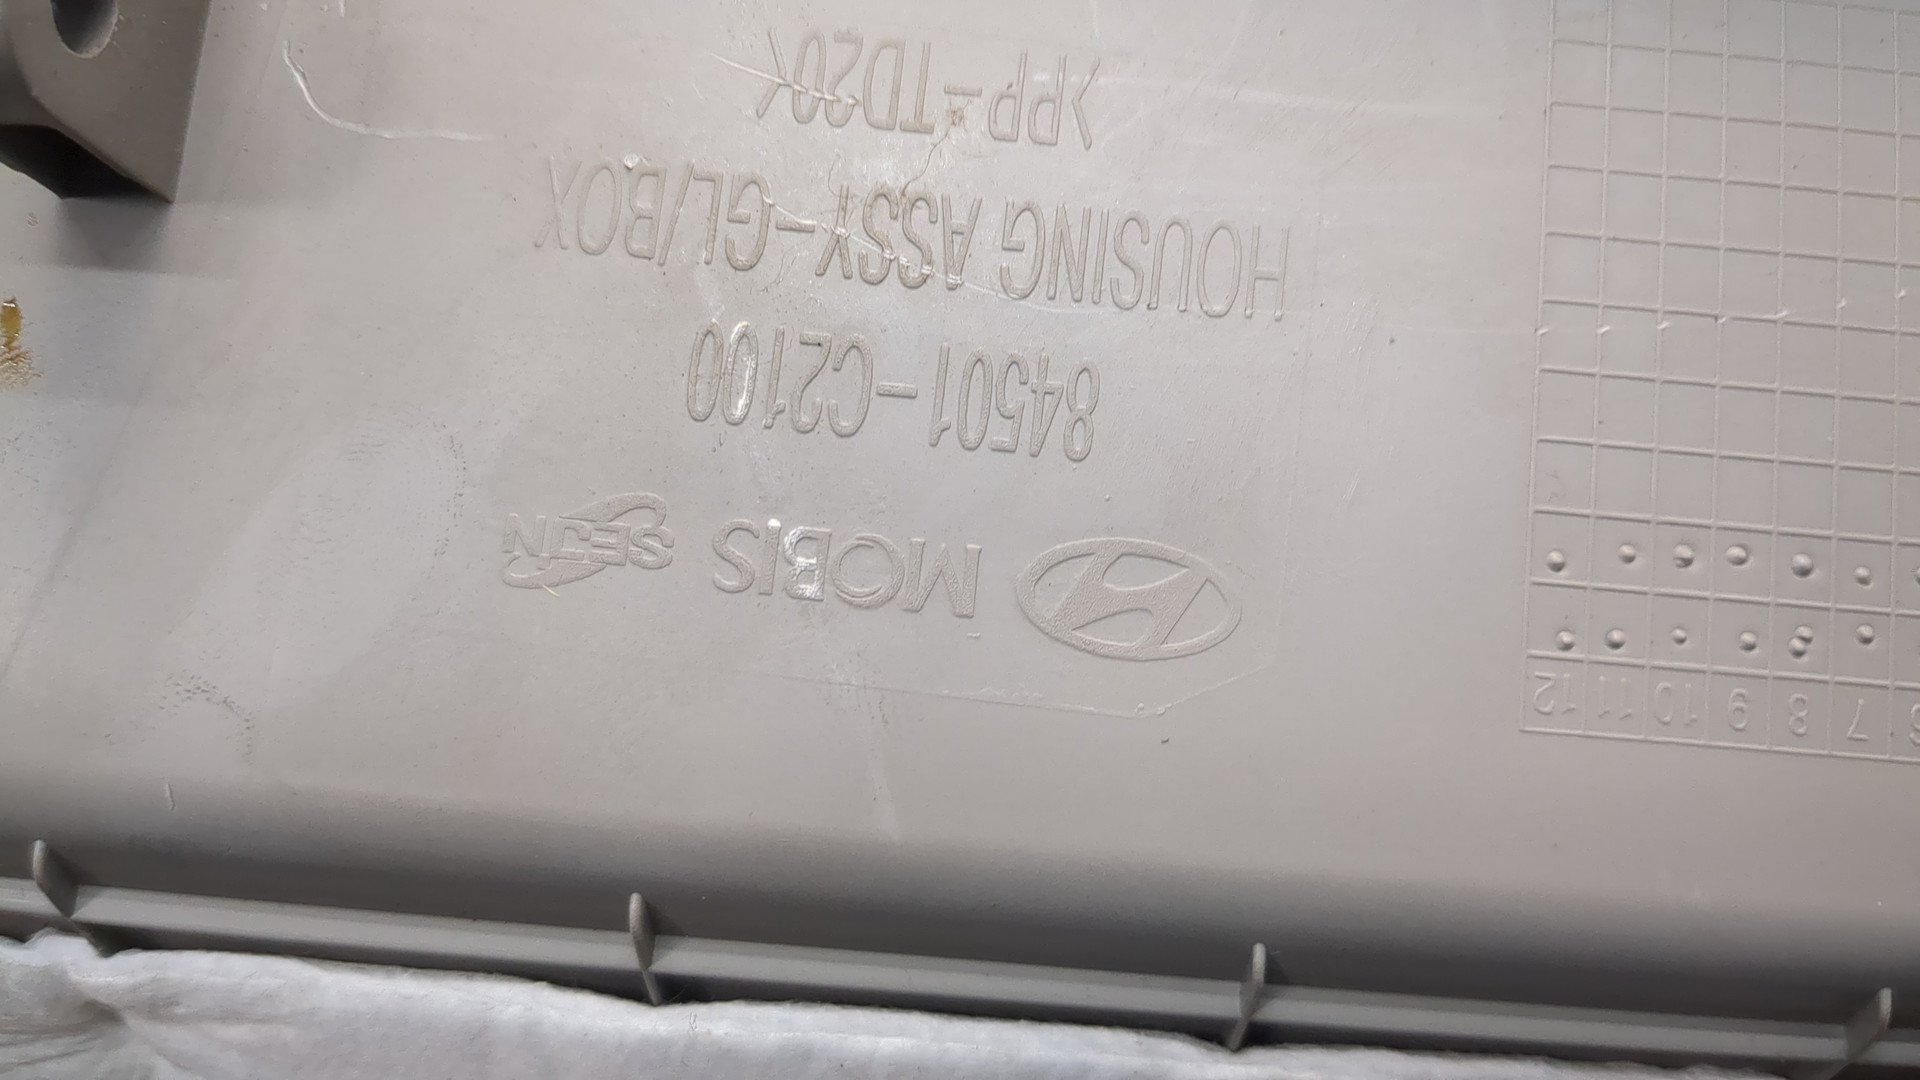 MOBIS SEJIN
84501-C2100
HOUSING ASSY-GL/BOX
>PP-TD20<
7 8 9 10 11 12